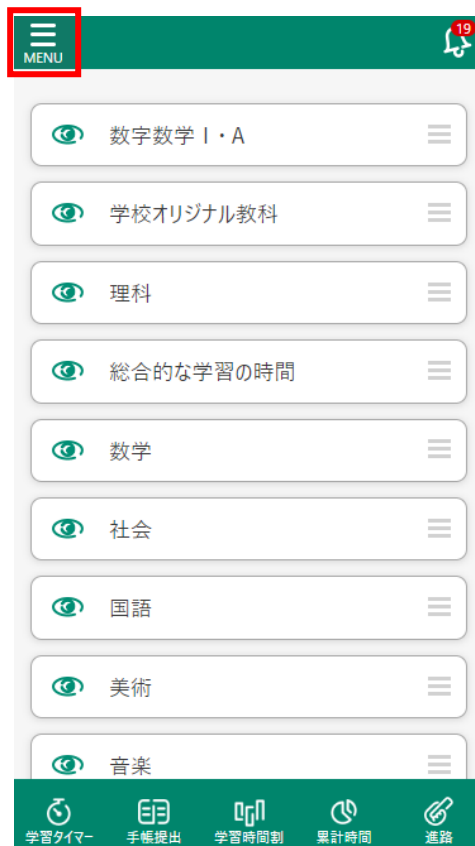 MENU
19
数字数学Ⅰ・A
学校オリジナル教科
理科
総合的な学習の時間
数学
社会
国語
美術
音楽
学習タイマー 手帳提出 学習時間割 累計時間 進路